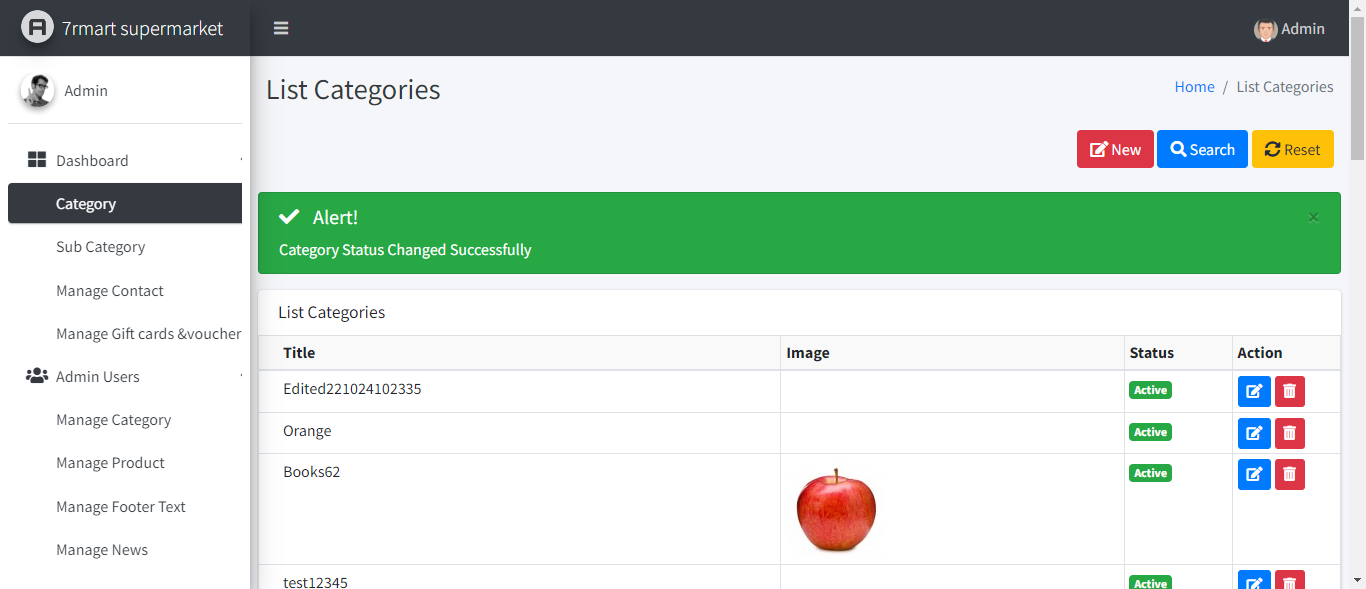 7rmart supermarket
Admin
Admin
List Categories
Home / List Categories
New
Search
Reset
Dashboard
Category
Sub Category
Manage Contact
Manage Gift cards &voucher
Admin Users
Manage Category
Manage Product
Manage Footer Text
Manage News
Alert!
×
Category Status Changed Successfully
List Categories
Title Image Status Action
Edited221024102335 Active
Orange Active
Books62 Active
test12345 Active